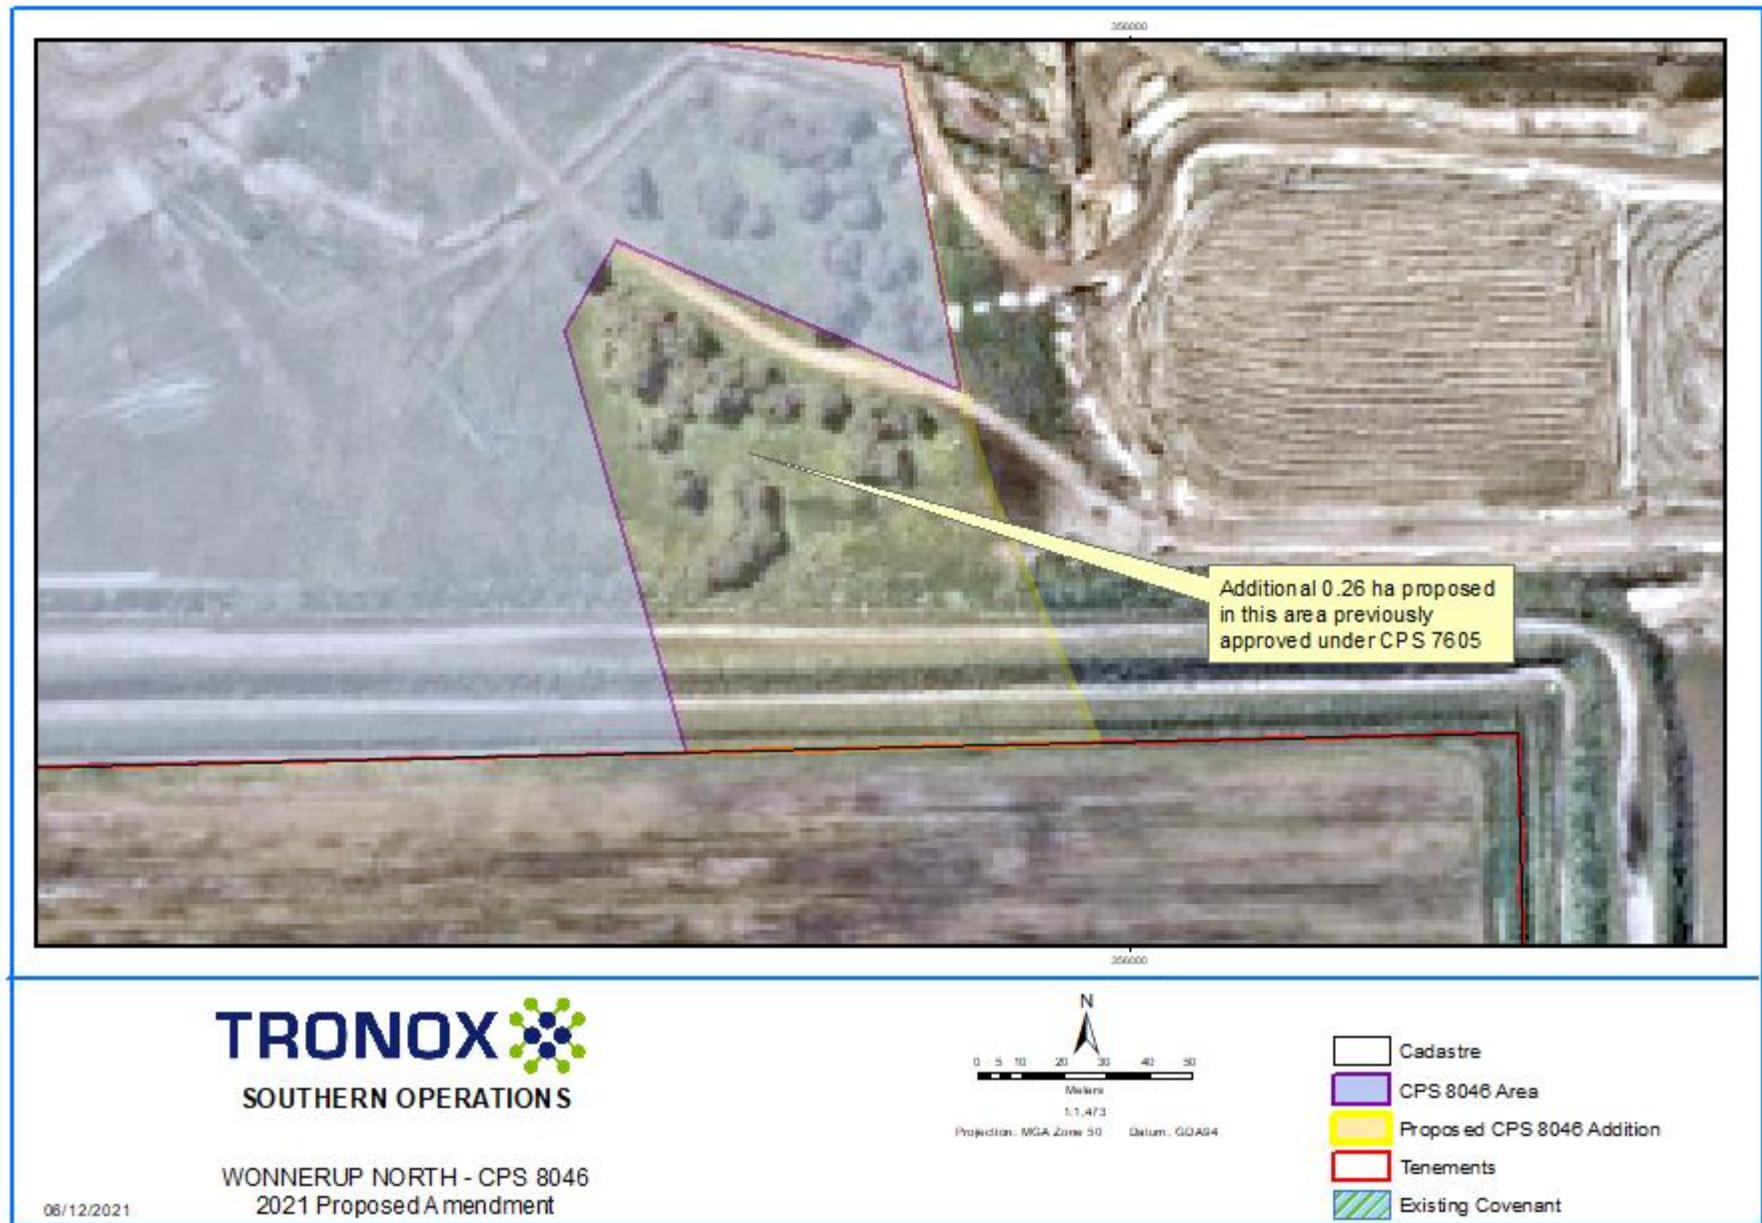 356000
Additional 0.26 ha proposed
in this area previously
approved under CPS 7605
356000
TRONOX
SOUTHERN OPERATIONS
WONNERUP NORTH - CPS 8046
2021 Proposed Amendment
06/12/2021
N
0 5 10 20 30 40 50
Meters
1:1,473
Projection: MGA Zone 50 Datum: GDA94
Cadastre
CPS 8046 Area
Proposed CPS 8046 Addition
Tenements
Existing Covenant